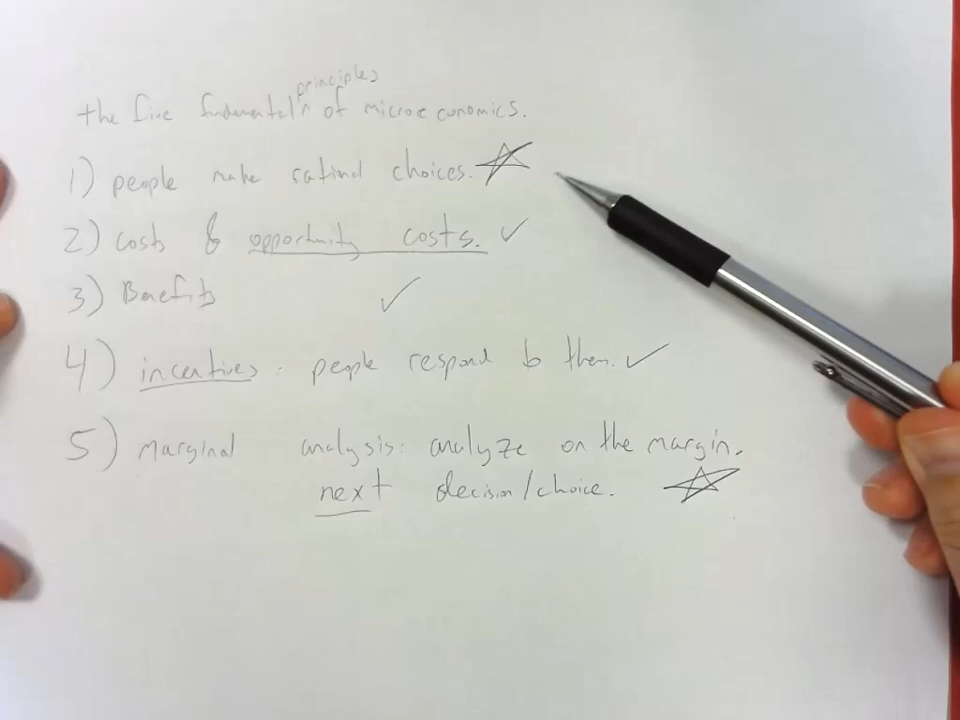 the five fundamental principles of microeconomics.
1) people make rational choices.
2) costs & opportunity costs. ✓
3) Benefits ✓
4) incentives: people respond to them. ✓
5) Marginal analysis: analyze on the margin.
next decision/choice.